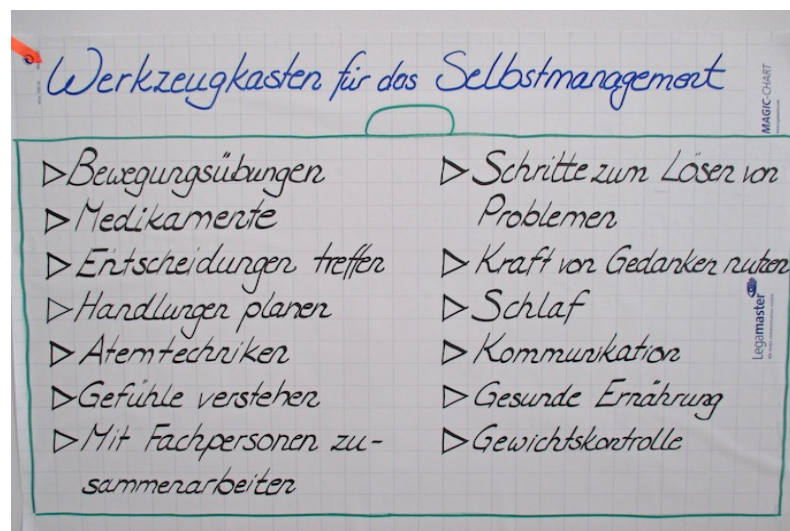 Werkzeugkasten für das Selbstmanagement
MAGIC-CHART
▷Bewegungsübungen
▷Medikamente
▷Entscheidungen treffen
▷Handlungen planen
▷Atemtechniken
▷Gefühle verstehen
▷Mit Fachpersonen zu-
sammenarbeiten
▷Schritte zum Lösen von
Problemen
▷Kraft von Gedanken nutzen
▷Schlaf
▷Kommunikation
▷Gesunde Ernährung
▷Gewichtskontrolle
Legamaster